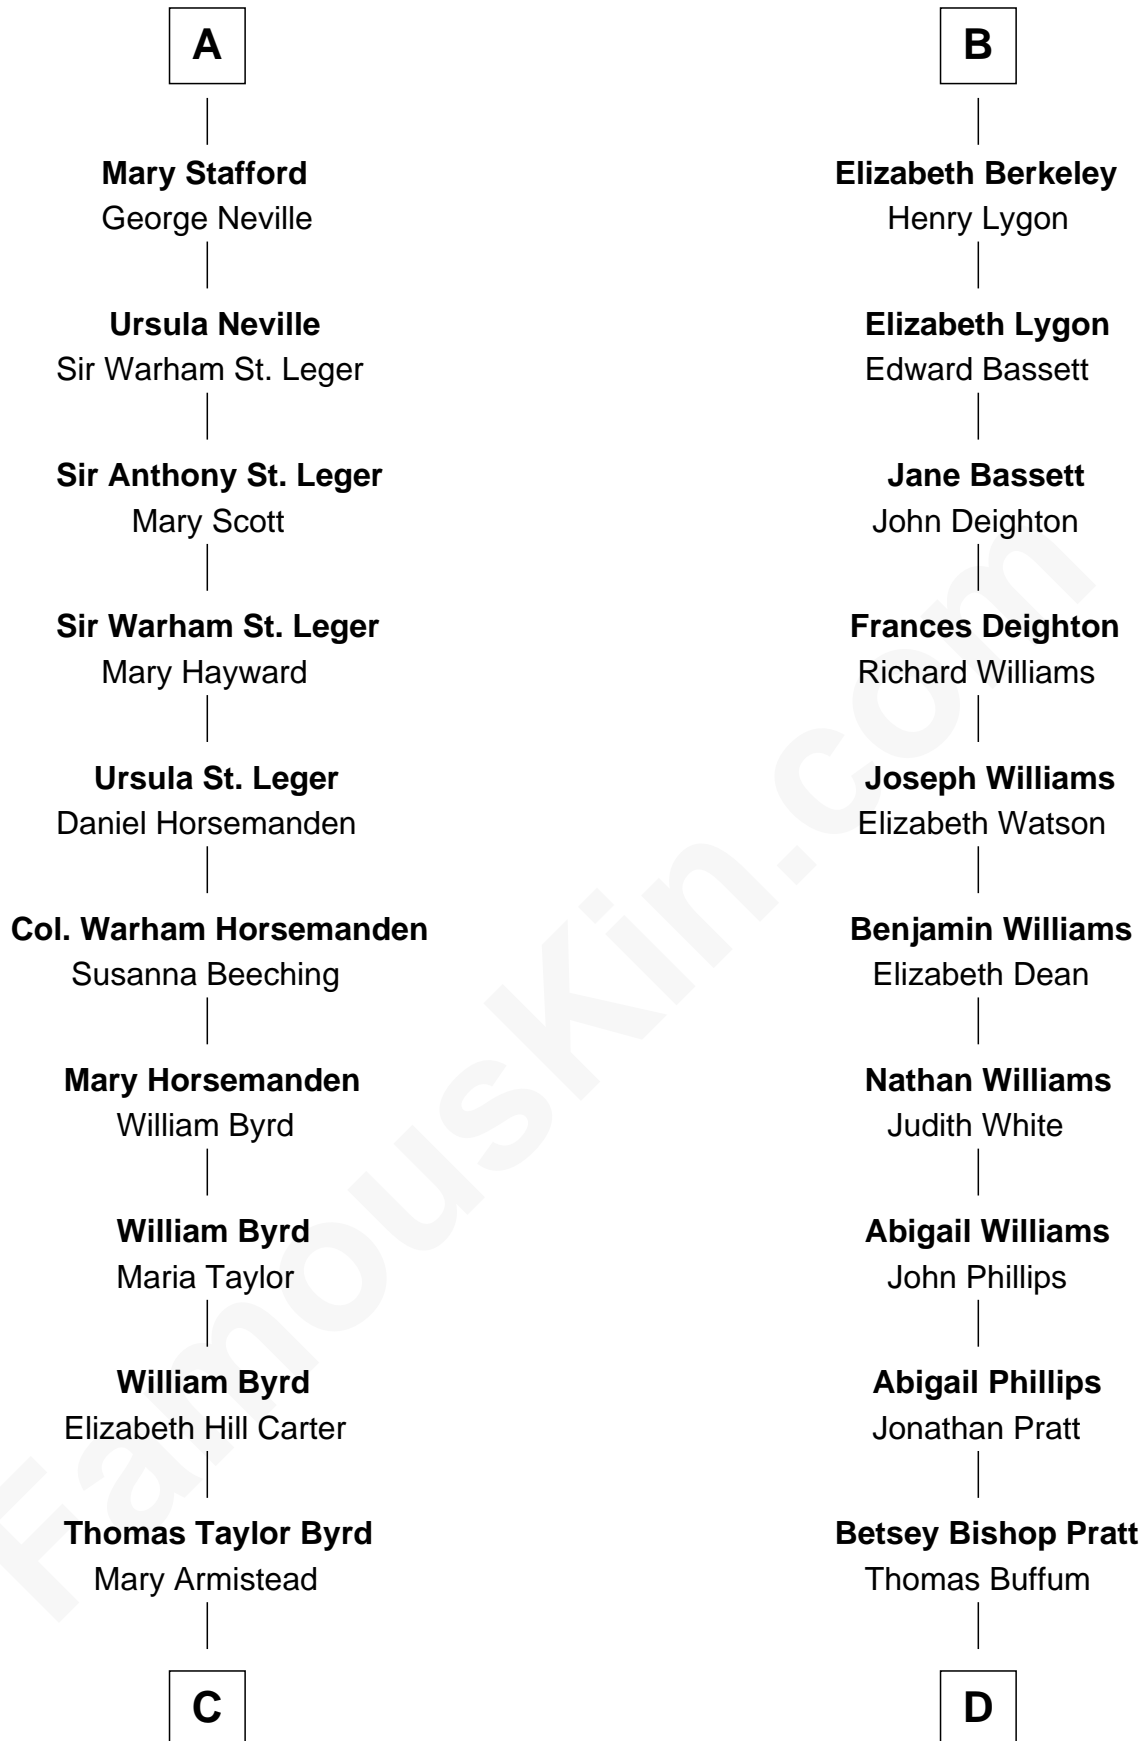 A
Mary Stafford
George Neville
Ursula Neville
Sir Warham St. Leger
Sir Anthony St. Leger
Mary Scott
Sir Warham St. Leger
Mary Hayward
Ursula St. Leger
Daniel Horsemanden
Col. Warham Horsemanden
Susanna Beeching
Mary Horsemanden
William Byrd
William Byrd
Maria Taylor
William Byrd
Elizabeth Hill Carter
Thomas Taylor Byrd
Mary Armistead
C
B
Elizabeth Berkeley
Henry Lygon
Elizabeth Lygon
Edward Bassett
Jane Bassett
John Deighton
Frances Deighton
Richard Williams
Joseph Williams
Elizabeth Watson
Benjamin Williams
Elizabeth Dean
Nathan Williams
Judith White
Abigail Williams
John Phillips
Abigail Phillips
Jonathan Pratt
Betsey Bishop Pratt
Thomas Buffum
D
FamousKin.com